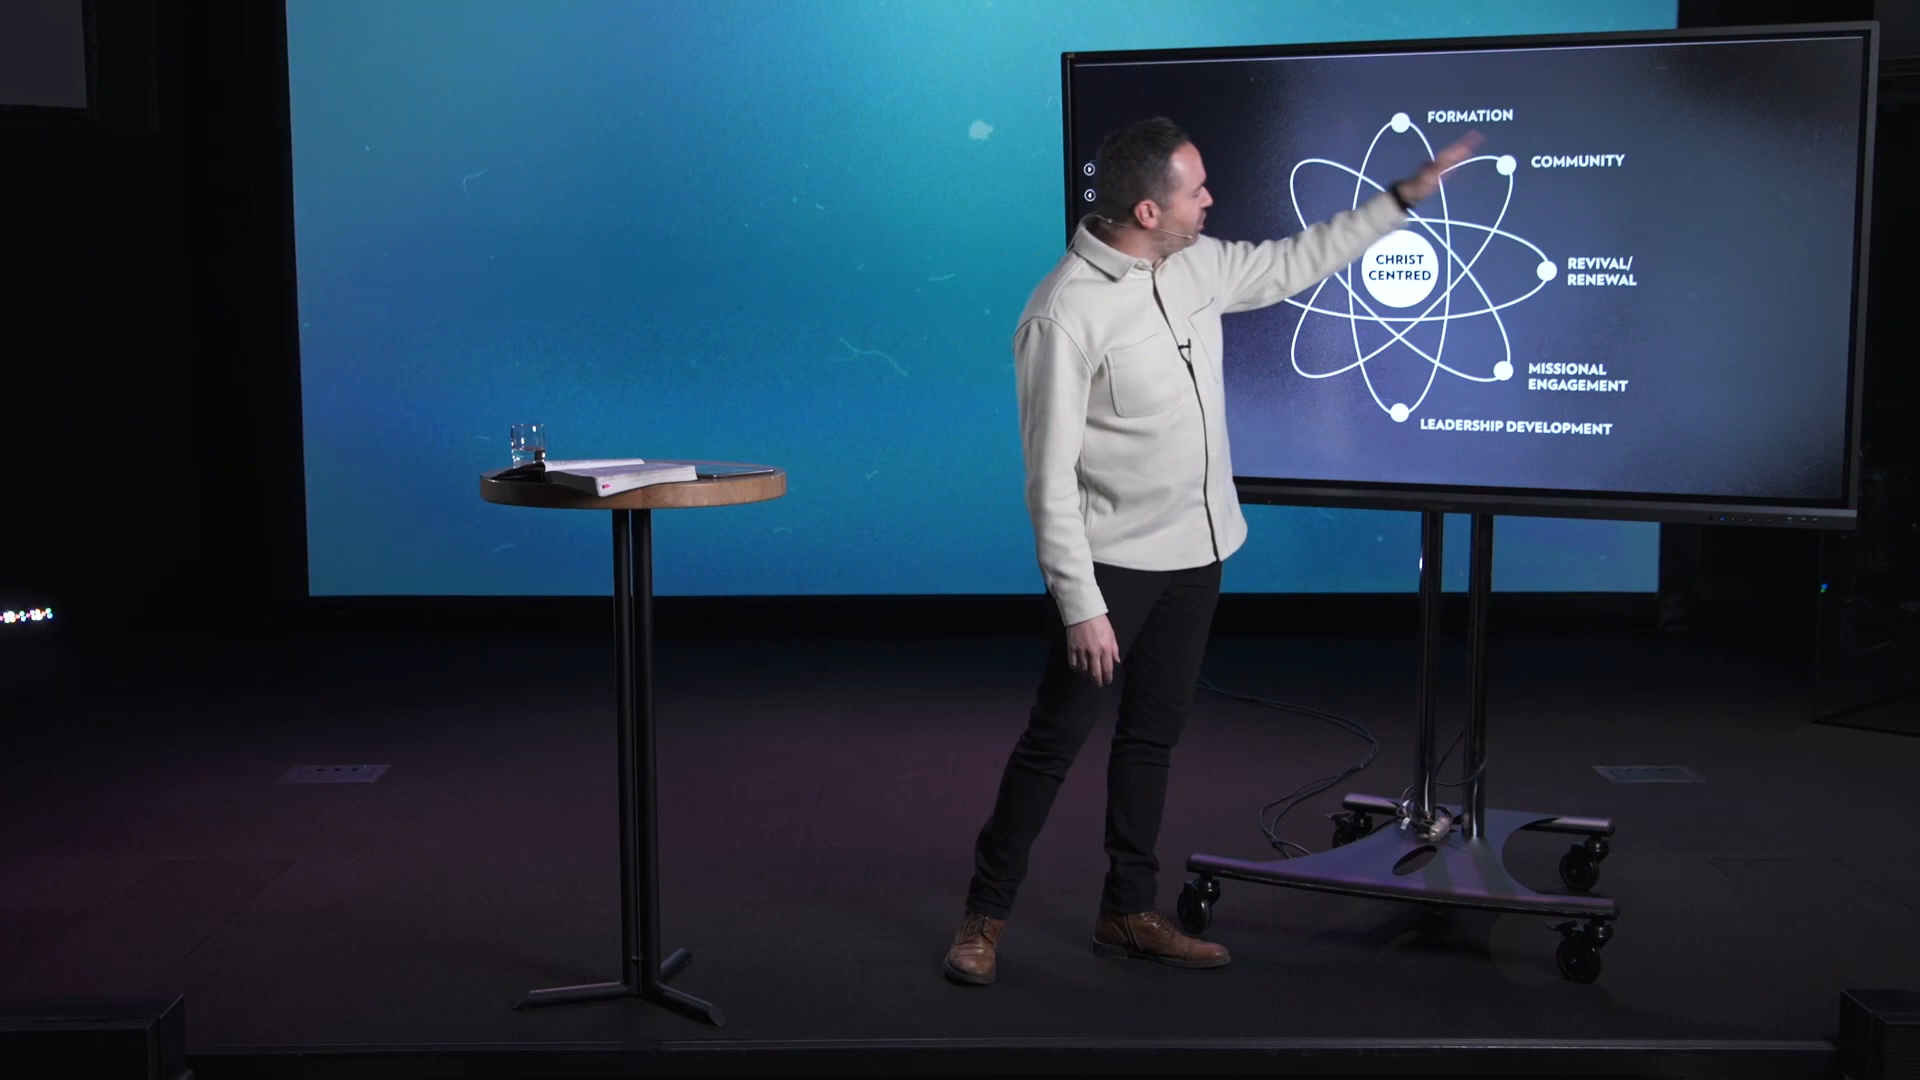 FORMATION
COMMUNITY
CHRIST
CENTRED
REVIVAL/
RENEWAL
MISSIONAL
ENGAGEMENT
LEADERSHIP DEVELOPMENT